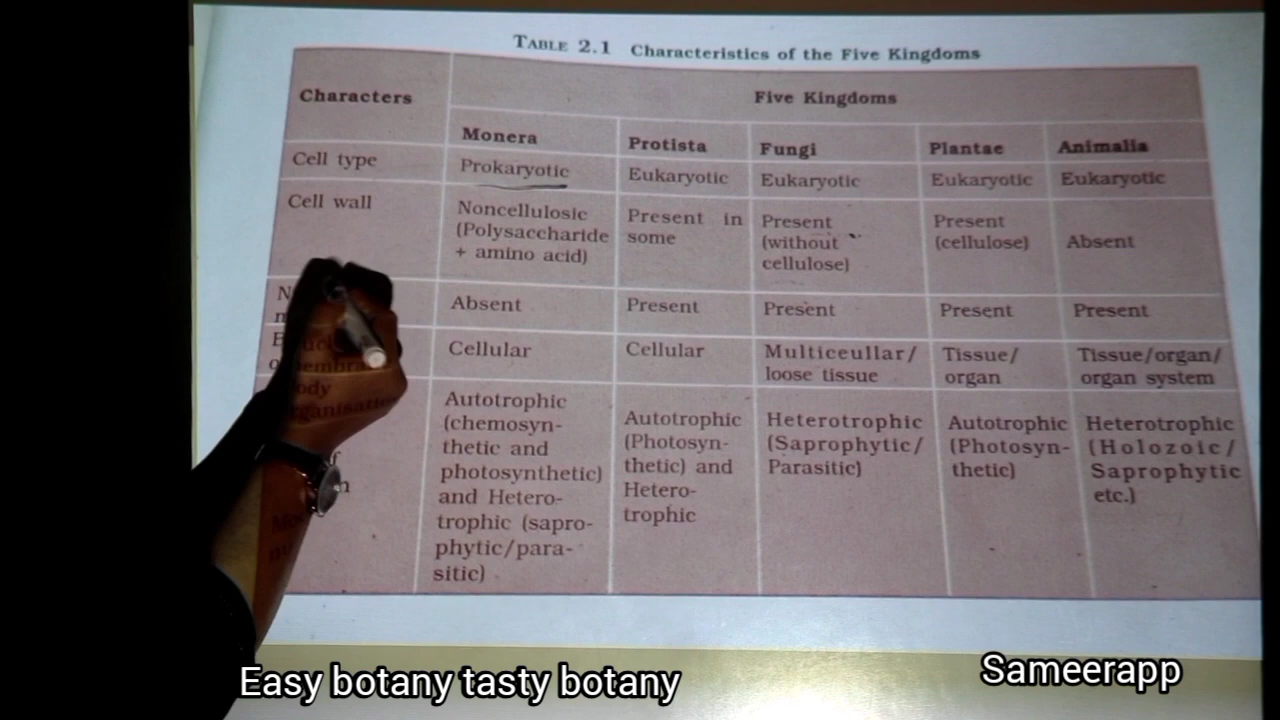 TABLE 2.1 Characteristics of the Five Kingdoms
Characters
Five Kingdoms
Monera
Protista
Fungi
Plantae
Animalia
Cell type
Prokaryotic
Eukaryotic
Eukaryotic
Eukaryotic
Eukaryotic
Cell wall
Noncellulosic
(Polysaccharide
+ amino acid)
Present in
some
Present
(without
cellulose)
Present
(cellulose)
Absent
Absent
Present
Present
Present
Present
Cellular
Cellular
Multiceullar/
loose tissue
Tissue/
organ
Tissue/organ/
organ system
Autotrophic
(chemosyn-
thetic and
photosynthetic)
and Hetero-
trophic (sapro-
phytic/para-
sitic)
Autotrophic
(Photosyn-
thetic) and
Hetero-
trophic
Heterotrophic
(Saprophytic/
Parasitic)
Autotrophic
(Photosyn-
thetic)
Heterotrophic
(Holozoic/
Saprophytic
etc.)
Easy botany tasty botany
Sameerapp